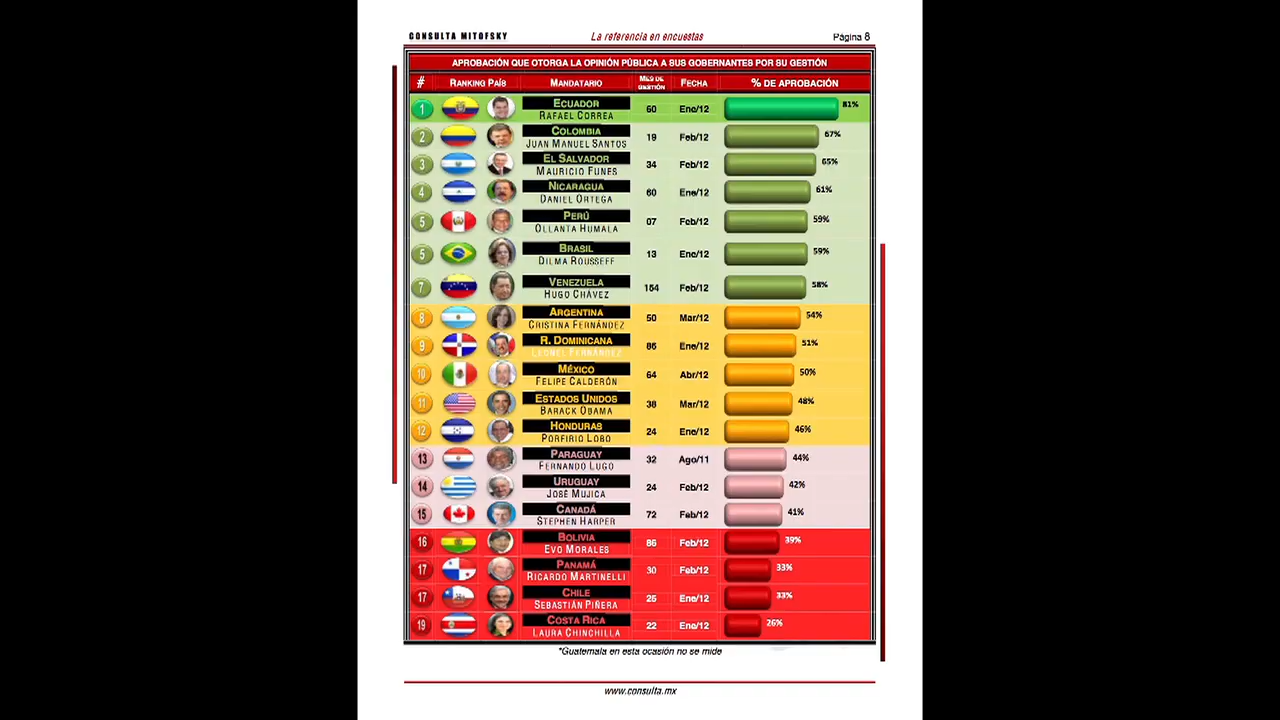 CONSULTA MITOFSKY La referencia en encuestas Página 8
APROBACIÓN QUE OTORGA LA OPINIÓN PÚBLICA A SUS GOBERNANTES POR SU GESTIÓN
# RANKING PAÍS MANDATARIO MES DE GESTIÓN FECHA % DE APROBACIÓN
1 ECUADOR 60 Ene/12 81%
RAFAEL CORREA
2 COLOMBIA 19 Feb/12 67%
JUAN MANUEL SANTOS
3 EL SALVADOR 34 Feb/12 65%
MAURICIO FUNES
4 NICARAGUA 60 Ene/12 61%
DANIEL ORTEGA
5 PERÚ 07 Feb/12 59%
OLLANTA HUMALA
5 BRASIL 13 Ene/12 59%
DILMA ROUSSEFF
7 VENEZUELA 154 Feb/12 58%
HUGO CHÁVEZ
8 ARGENTINA 50 Mar/12 54%
CRISTINA FERNÁNDEZ
9 R. DOMINICANA 86 Ene/12 51%
LEONEL FERNÁNDEZ
10 MÉXICO 64 Abr/12 50%
FELIPE CALDERÓN
11 ESTADOS UNIDOS 38 Mar/12 48%
BARACK OBAMA
12 HONDURAS 24 Ene/12 46%
PORFIRIO LOBO
13 PARAGUAY 32 Ago/11 44%
FERNANDO LUGO
14 URUGUAY 24 Feb/12 42%
JOSÉ MUJICA
15 CANADÁ 72 Feb/12 41%
STEPHEN HARPER
16 BOLIVIA 86 Feb/12 39%
EVO MORALES
17 PANAMÁ 30 Feb/12 33%
RICARDO MARTINELLI
17 CHILE 25 Ene/12 33%
SEBASTIÁN PIÑERA
19 COSTA RICA 22 Ene/12 26%
LAURA CHINCHILLA
*Guatemala en esta ocasión no se mide
www.consulta.mx